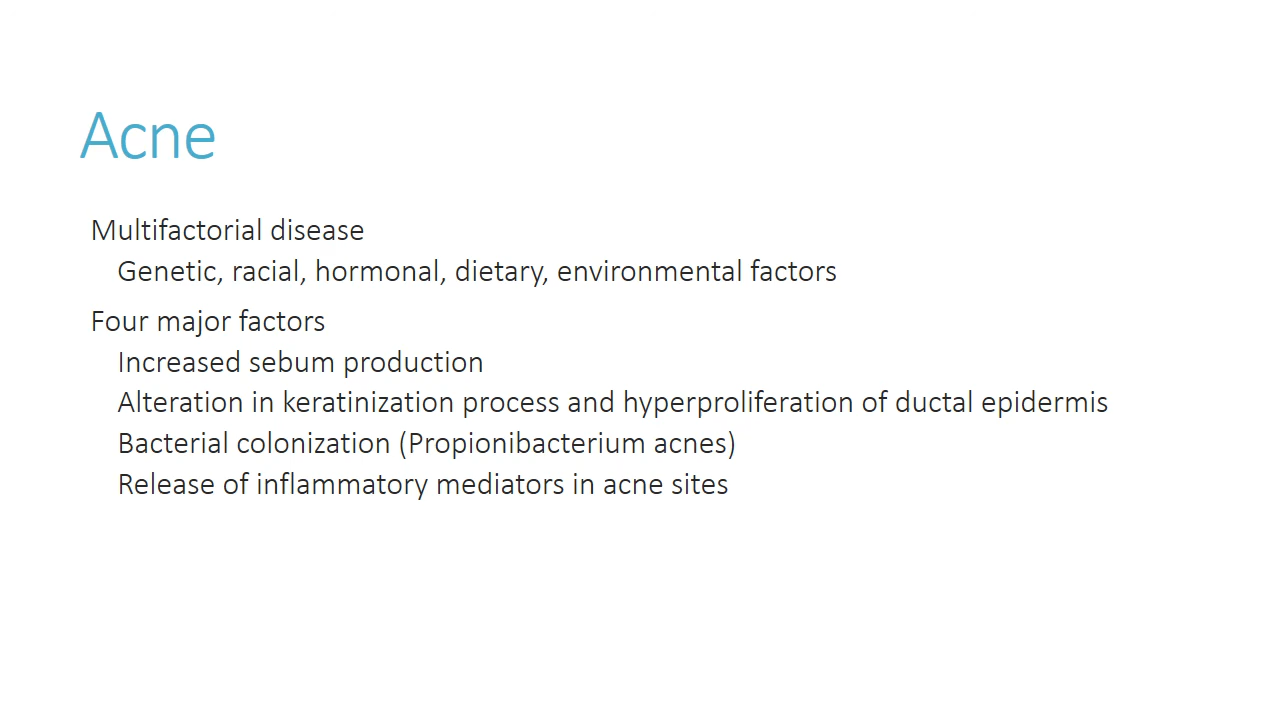 Acne
Multifactorial disease
Genetic, racial, hormonal, dietary, environmental factors
Four major factors
Increased sebum production
Alteration in keratinization process and hyperproliferation of ductal epidermis
Bacterial colonization (Propionibacterium acnes)
Release of inflammatory mediators in acne sites